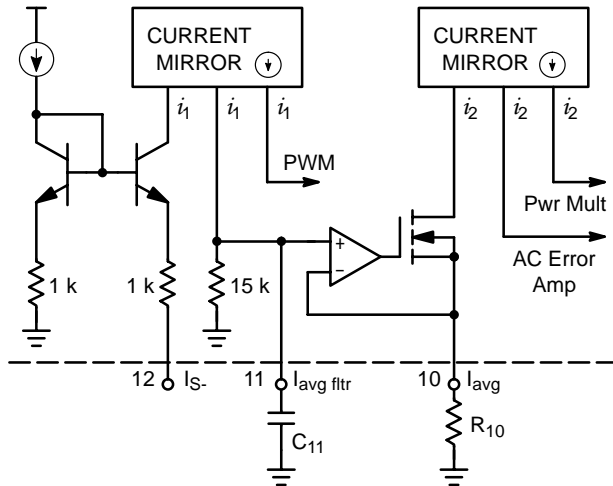 CURRENT
MIRROR
CURRENT
MIRROR
i1
i1
i1
i2
i2
i2
PWM
Pwr Mult
AC Error
Amp
+
−
1 k
1 k
15 k
12
IS-
11
Iavg fltr
10
Iavg
C11
R10